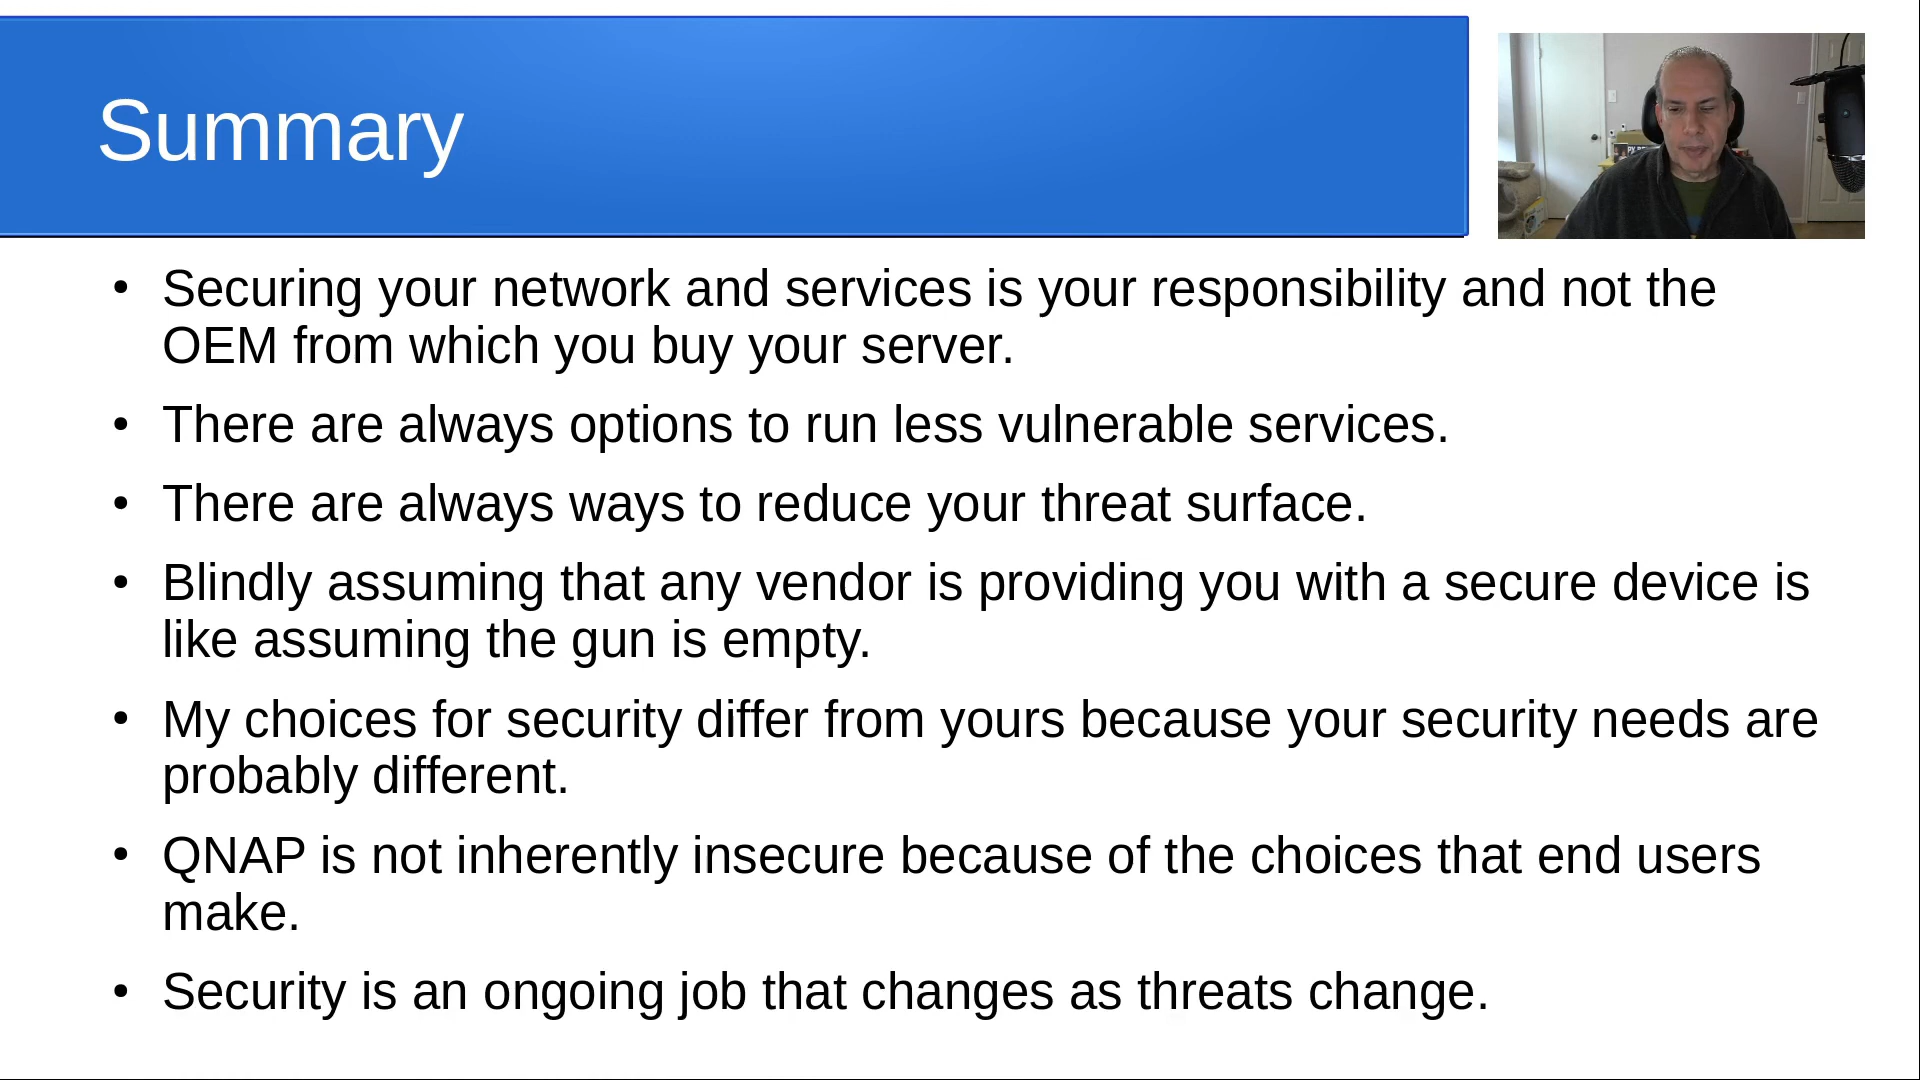 Summary
• Securing your network and services is your responsibility and not the
OEM from which you buy your server.
• There are always options to run less vulnerable services.
• There are always ways to reduce your threat surface.
• Blindly assuming that any vendor is providing you with a secure device is
like assuming the gun is empty.
• My choices for security differ from yours because your security needs are
probably different.
• QNAP is not inherently insecure because of the choices that end users
make.
• Security is an ongoing job that changes as threats change.